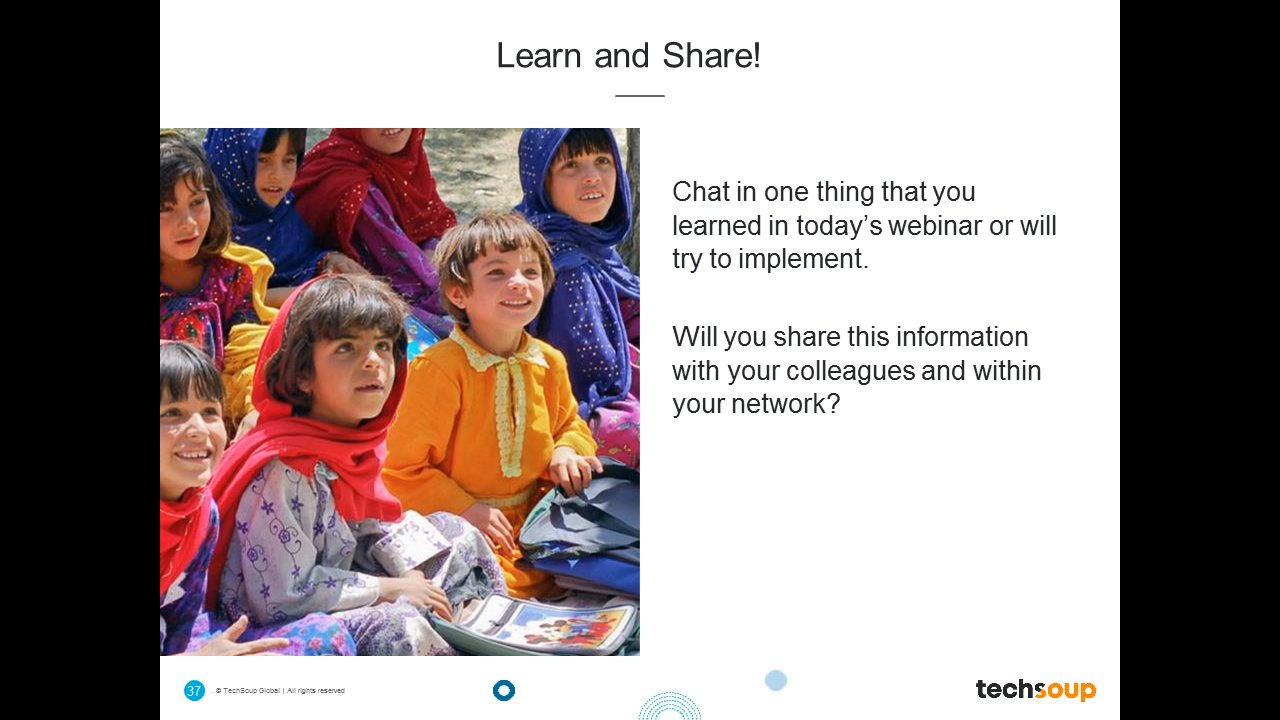 Learn and Share!
Chat in one thing that you
learned in today’s webinar or will
try to implement.
Will you share this information
with your colleagues and within
your network?
37
. © TechSoup Global | All rights reserved
techsoup